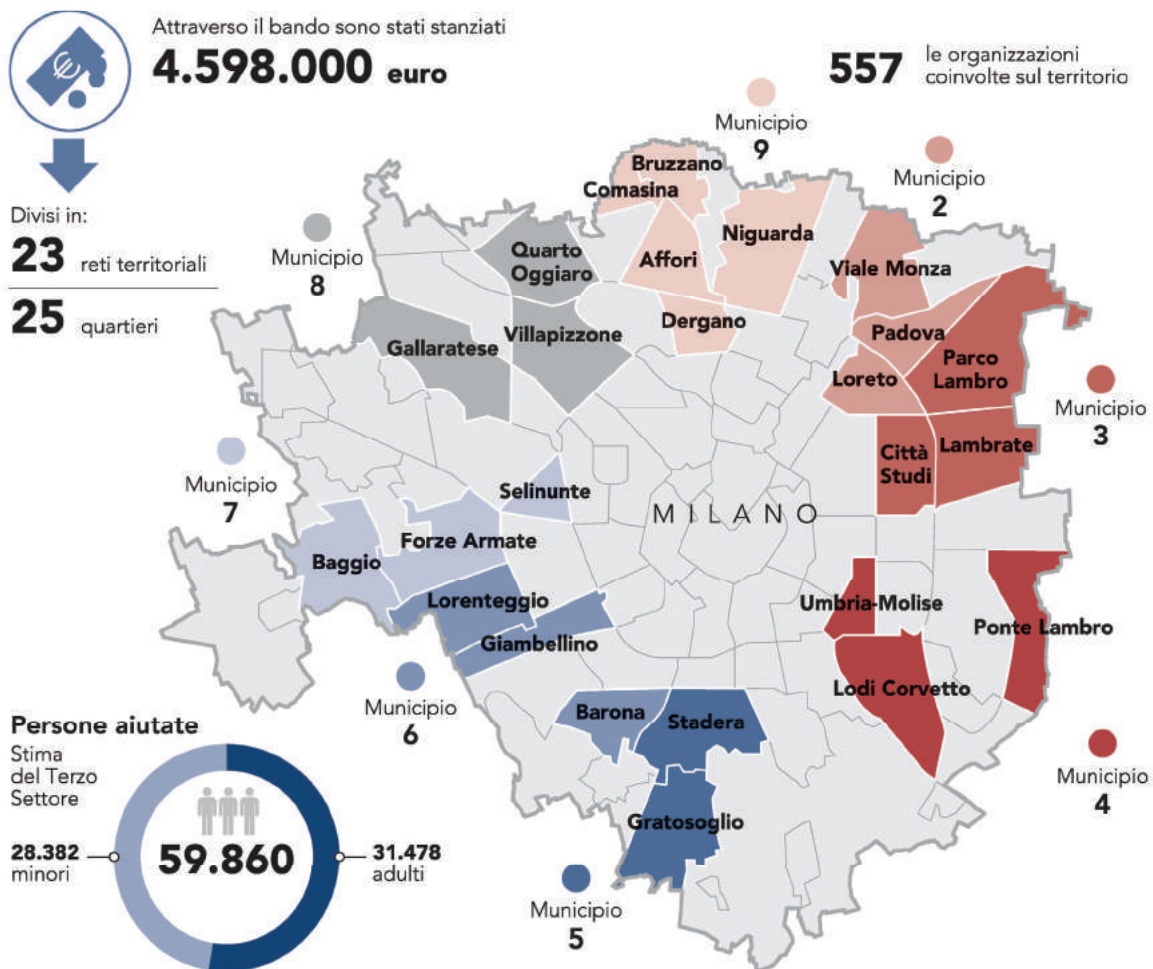 Attraverso il bando sono stati stanziati
4.598.000 euro
557
le organizzazioni
coinvolte sul territorio
Divisi in:
23 reti territoriali
25 quartieri
Municipio
9
Municipio
2
Municipio
8
Bruzzano
Comasina
Niguarda
Affori
Quarto
Oggiaro
Viale Monza
Dergano
Padova
Villapizzone
Gallaratese
Parco
Lambro
Loreto
Municipio
3
Città
Studi
Lambrate
Municipio
7
Selinunte
MILANO
Forze Armate
Baggio
Lorenteggio
Giambellino
Umbria-Molise
Ponte Lambro
Lodi Corvetto
Municipio
6
Barona
Stadera
Municipio
4
Gratosoglio
Municipio
5
Persone aiutate
Stima
del Terzo
Settore
59.860
28.382
minori
31.478
adulti